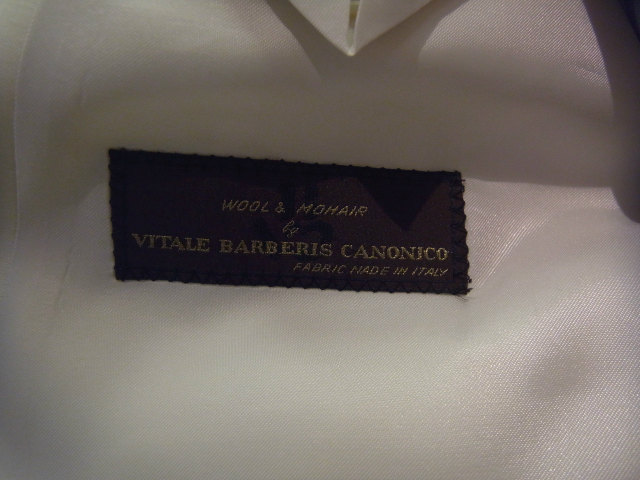 WOOL & MOHAIR
by
VITALE BARBERIS CANONICO
FABRIC MADE IN ITALY